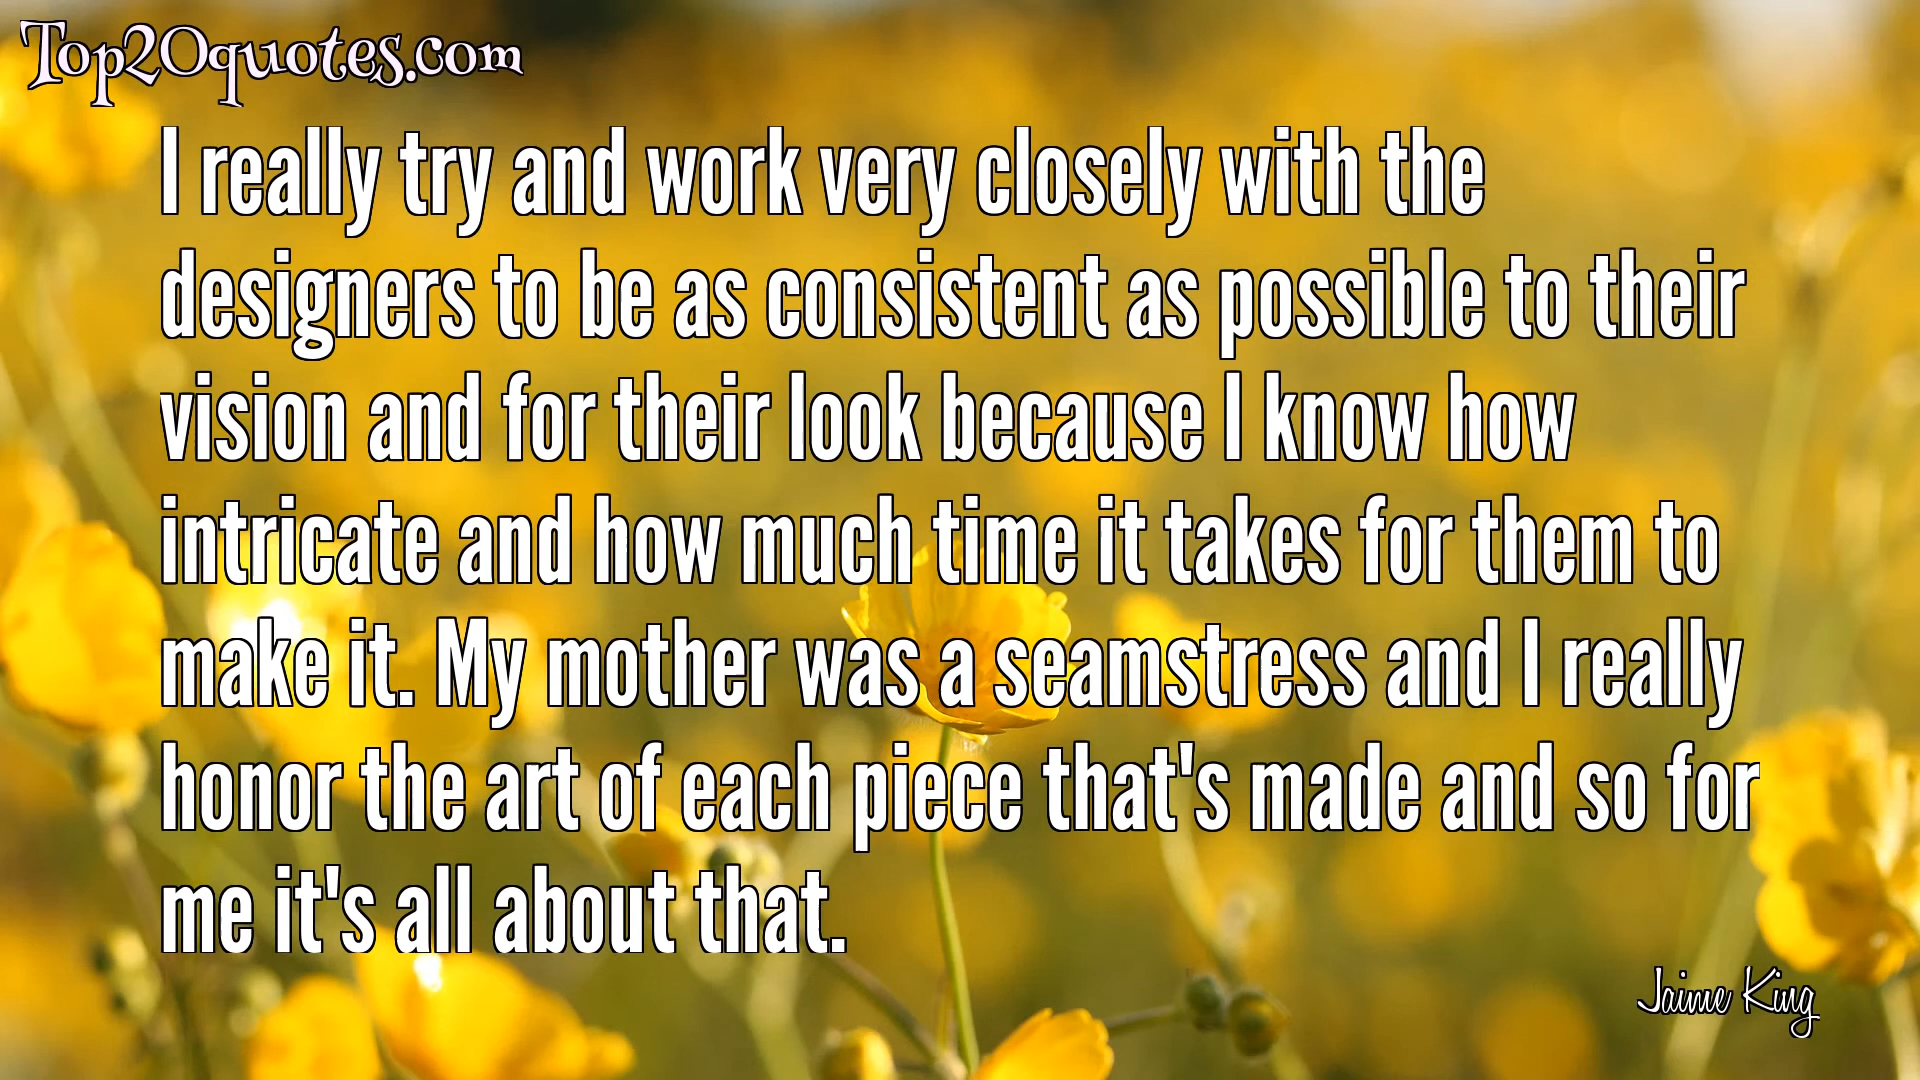 Top20quotes.com
I really try and work very closely with the
designers to be as consistent as possible to their
vision and for their look because I know how
intricate and how much time it takes for them to
make it. My mother was a seamstress and I really
honor the art of each piece that's made and so for
me it's all about that.
Jaime King